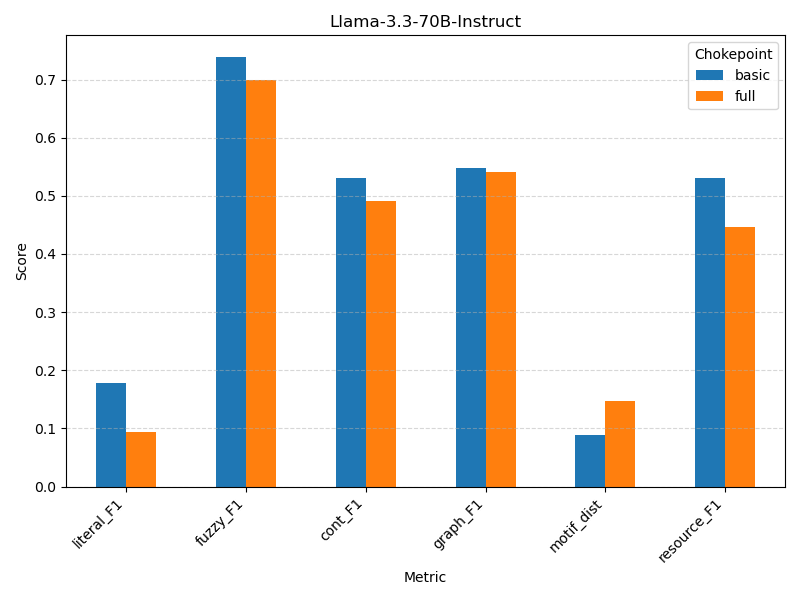 Llama-3.3-70B-Instruct
Chokepoint
basic
full
Score
0.7
0.6
0.5
0.4
0.3
0.2
0.1
0.0
literal_F1
fuzzy_F1
cont_F1
graph_F1
motif_dist
resource_F1
Metric